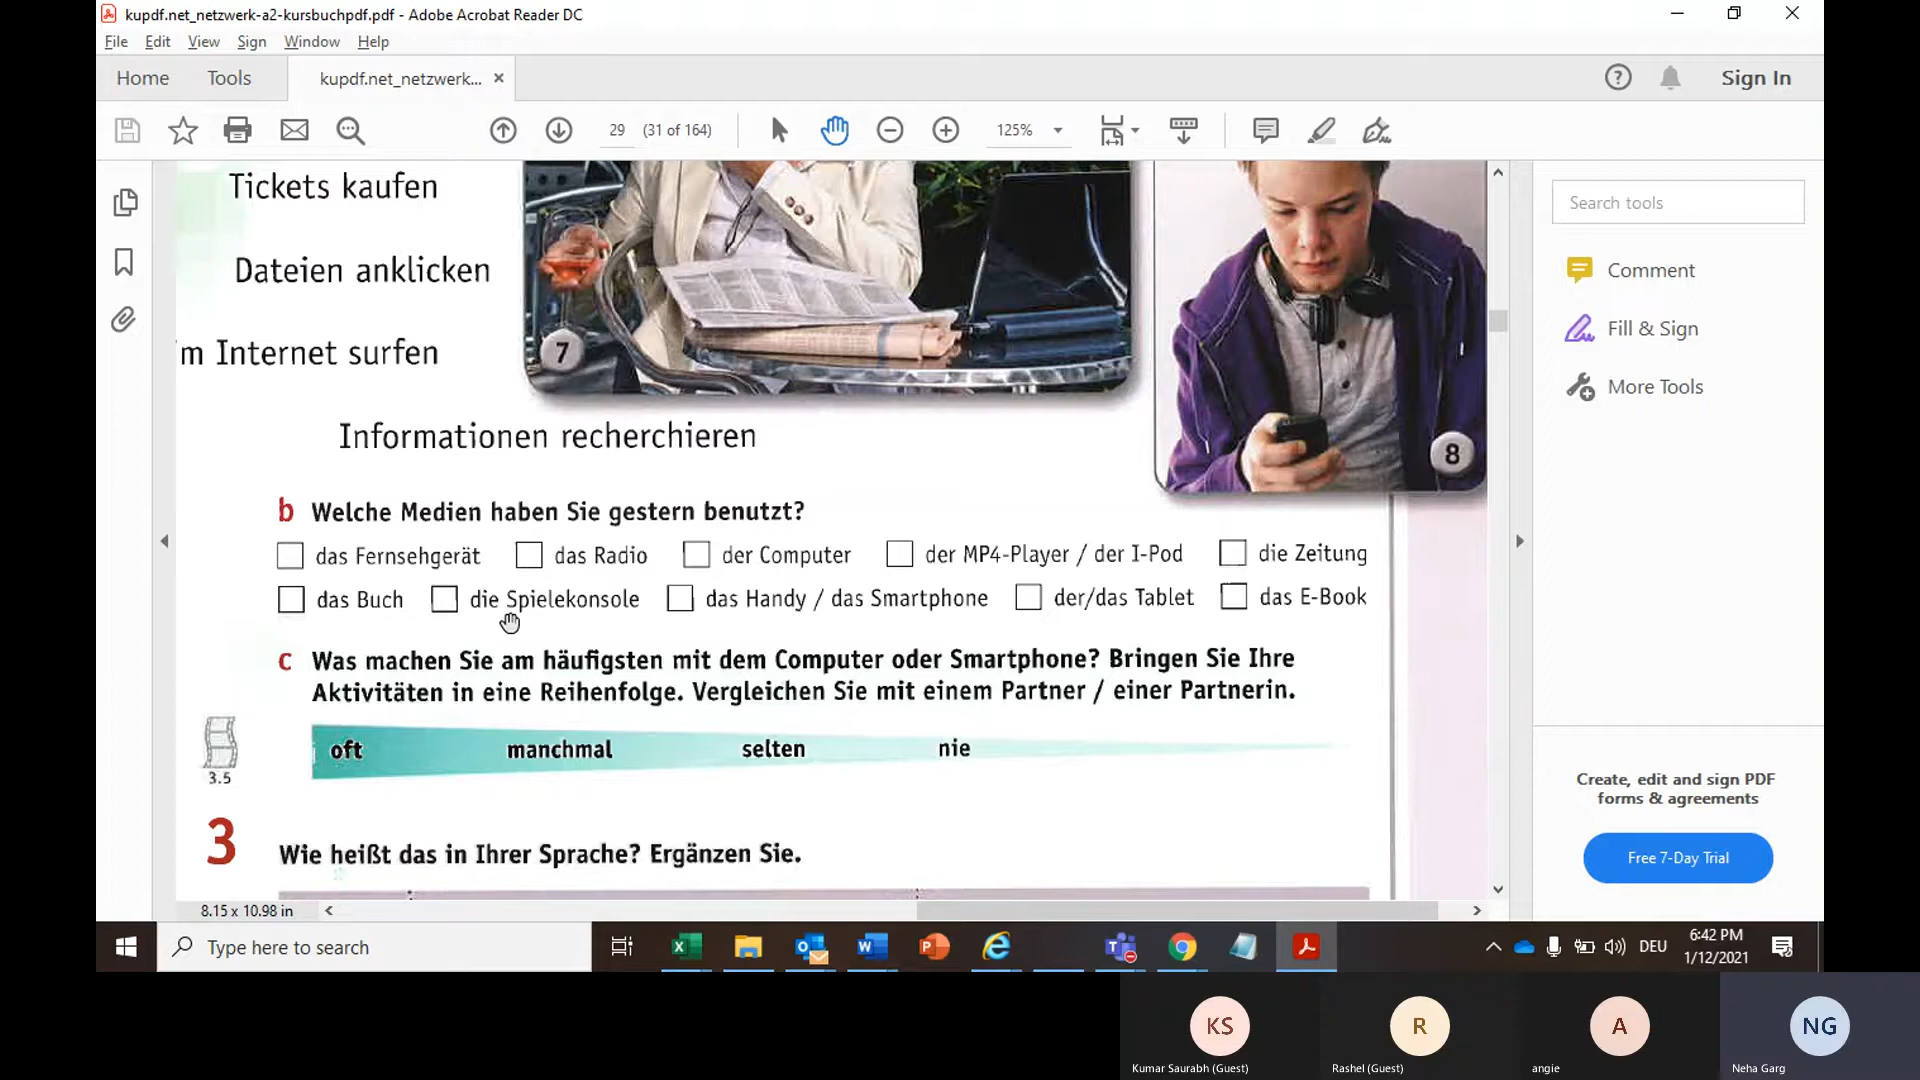 kupdf.net_netzwerk-a2-kursbuchpdf.pdf - Adobe Acrobat Reader DC
File Edit View Sign Window Help
Home Tools kupdf.net_netzwerk... × Sign In
29 (31 of 164) 125%
Tickets kaufen
Dateien anklicken
m Internet surfen
7
8
Informationen recherchieren
b Welche Medien haben Sie gestern benutzt?
das Fernsehgerät das Radio der Computer der MP4-Player / der I-Pod die Zeitung
das Buch die Spielekonsole das Handy / das Smartphone der/das Tablet das E-Book
c Was machen Sie am häufigsten mit dem Computer oder Smartphone? Bringen Sie Ihre
Aktivitäten in eine Reihenfolge. Vergleichen Sie mit einem Partner / einer Partnerin.
oft manchmal selten nie
3.5
3 Wie heißt das in Ihrer Sprache? Ergänzen Sie.
8.15 x 10.98 in
Search tools
Comment
Fill & Sign
More Tools
Create, edit and sign PDF
forms & agreements
Free 7-Day Trial
Type here to search
DEU
6:42 PM
1/12/2021
KS
Kumar Saurabh (Guest)
R
Rashel (Guest)
A
angie
NG
Neha Garg